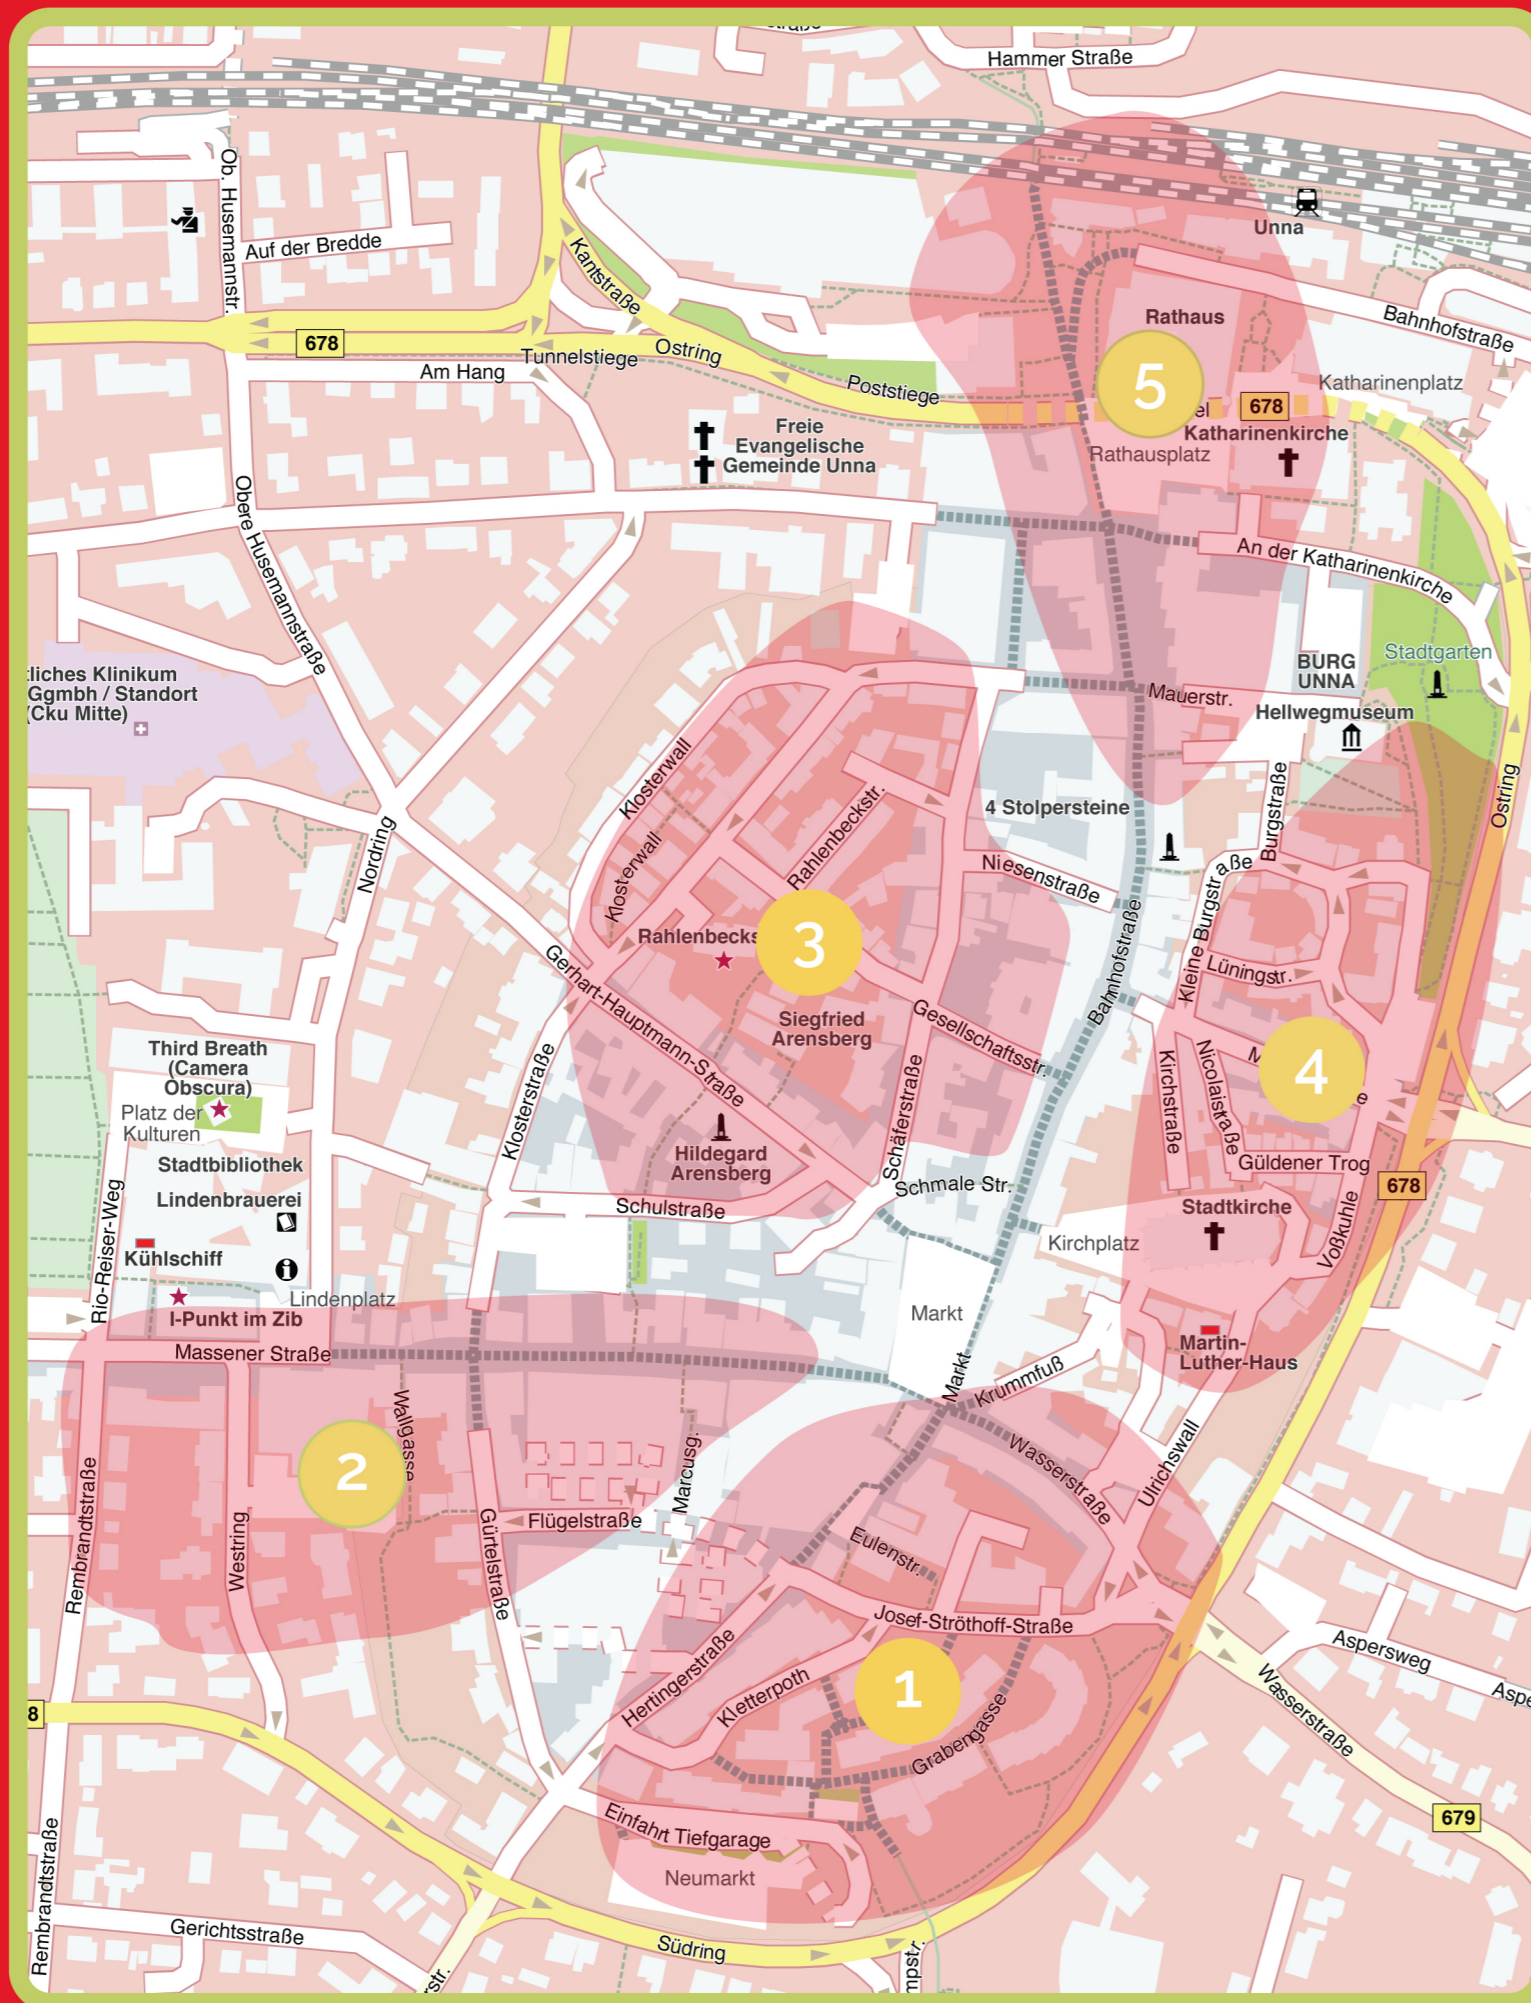 Hammer Straße
Ob. Husemannstr.
Auf der Bredde
Unna
Kantstraße
Rathaus
Bahnhofstraße
678
Tunnelstiege
Ostring
Am Hang
Poststiege
5
Katharinenplatz
678
Katharinenkirche
Rathausplatz
Freie
Evangelische
Gemeinde Unna
Obere Husemannstraße
An der Katharinenkirche
Stadtgarten
BURG
UNNA
tliches Klinikum
Ggmbh / Standort
(Cku Mitte)
Mauerstr.
Hellwegmuseum
Klosterwall
Rahlenbeckstr.
4 Stolpersteine
Ostring
Burgstraße
Nordring
Klosterwall
Niesenstraße
Kleine Burgstraße
Rahlenbecks
3
Bahnhofstraße
Lüningstr.
Gerhart-Hauptmann-Straße
Siegfried
Arensberg
Gesellschaftsstr.
4
Third Breath
(Camera
Obscura)
Platz der
Kulturen
Klosterstraße
Kirchstraße
Nicolaistraße
Stadtbibliothek
Hildegard
Arensberg
Schäferstraße
Güldener Trog
678
Lindenbrauerei
Schulstraße
Schmale Str.
Stadtkirche
Rio-Reiser-Weg
Kühlschiff
Kirchplatz
Voßkuhle
Lindenplatz
I-Punkt im Zib
Markt
Massener Straße
Martin-
Luther-Haus
Markt
Krummfuß
Wallgasse
2
Marcusg.
Wasserstraße
Ulrichswall
Rembrandtstraße
Westring
Gürtelstraße
Flügelstraße
Eulenstr.
Josef-Ströthoff-Straße
Aspersweg
Hertingerstraße
Kletterpoth
1
Wasserstraße
Grabengasse
8
Einfahrt Tiefgarage
679
Neumarkt
Rembrandtstraße
Gerichtsstraße
Südring